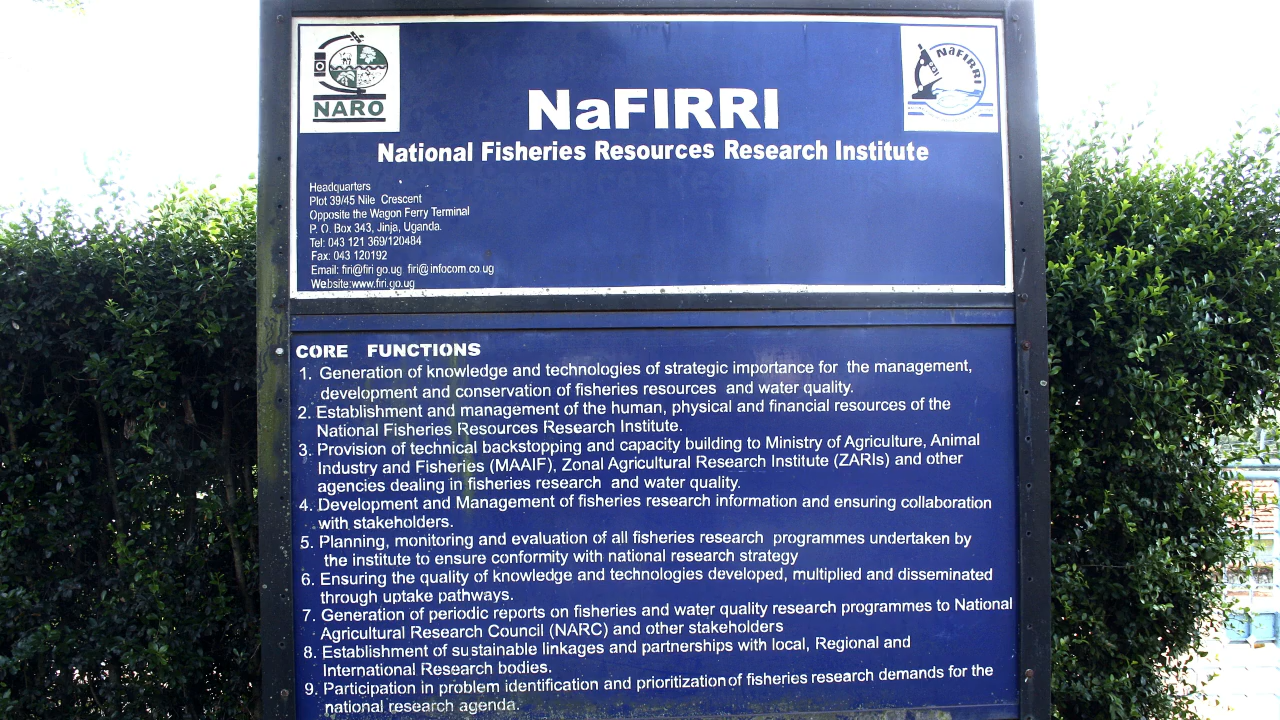 NARO
NaFIRRI
NaFIRRI
National Fisheries Resources Research Institute
Headquarters
Plot 39/45 Nile Crescent
Opposite the Wagon Ferry Terminal
P. O. Box 343, Jinja, Uganda.
Tel: 043 121 369/120484
Fax: 043 120192
Email: firi@firi.go.ug firi@infocom.co.ug
Website:www.firi.go.ug
CORE FUNCTIONS
1. Generation of knowledge and technologies of strategic importance for the management,
development and conservation of fisheries resources and water quality.
2. Establishment and management of the human, physical and financial resources of the
National Fisheries Resources Research Institute.
3. Provision of technical backstopping and capacity building to Ministry of Agriculture, Animal
Industry and Fisheries (MAAIF), Zonal Agricultural Research Institute (ZARIs) and other
agencies dealing in fisheries research and water quality.
4. Development and Management of fisheries research information and ensuring collaboration
with stakeholders.
5. Planning, monitoring and evaluation of all fisheries research programmes undertaken by
the institute to ensure conformity with national research strategy
6. Ensuring the quality of knowledge and technologies developed, multiplied and disseminated
through uptake pathways.
7. Generation of periodic reports on fisheries and water quality research programmes to National
Agricultural Research Council (NARC) and other stakeholders
8. Establishment of sustainable linkages and partnerships with local, Regional and
International Research bodies.
9. Participation in problem identification and prioritization of fisheries research demands for the
national research agenda.